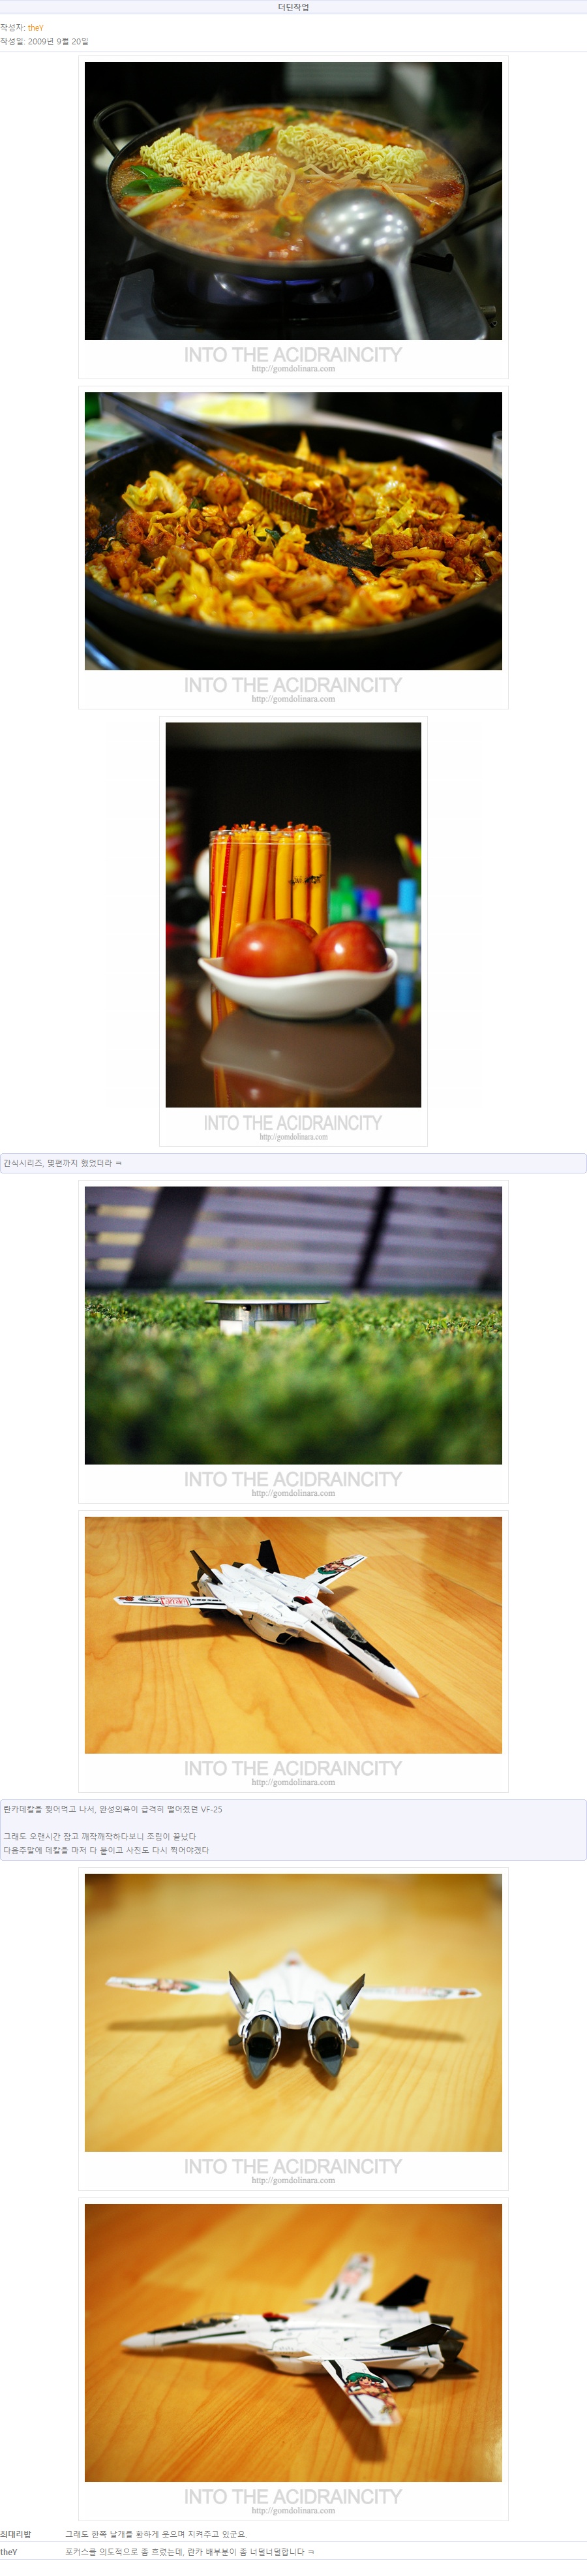 더딘작업
작성자: theY
작성일: 2009년 9월 20일
INTO THE ACIDRAINCITY
http://gomdolinara.com
INTO THE ACIDRAINCITY
http://gomdolinara.com
INTO THE ACIDRAINCITY
http://gomdolinara.com
간식시리즈, 몇편까지 했었더라 ㅋ
INTO THE ACIDRAINCITY
http://gomdolinara.com
INTO THE ACIDRAINCITY
http://gomdolinara.com
란카데칼을 찢어먹고 나서, 완성의욕이 급격히 떨어졌던 VF-25
그래도 오랜시간 잡고 깨작깨작하다보니 조립이 끝났다
다음주말에 데칼을 마저 다 붙이고 사진도 다시 찍어야겠다
INTO THE ACIDRAINCITY
http://gomdolinara.com
INTO THE ACIDRAINCITY
http://gomdolinara.com
최대리밥 그래도 한쪽 날개를 환하게 웃으며 지켜주고 있군요.
theY 포커스를 의도적으로 좀 흐렸는데, 란카 배부분이 좀 너덜너덜합니다 ㅋ